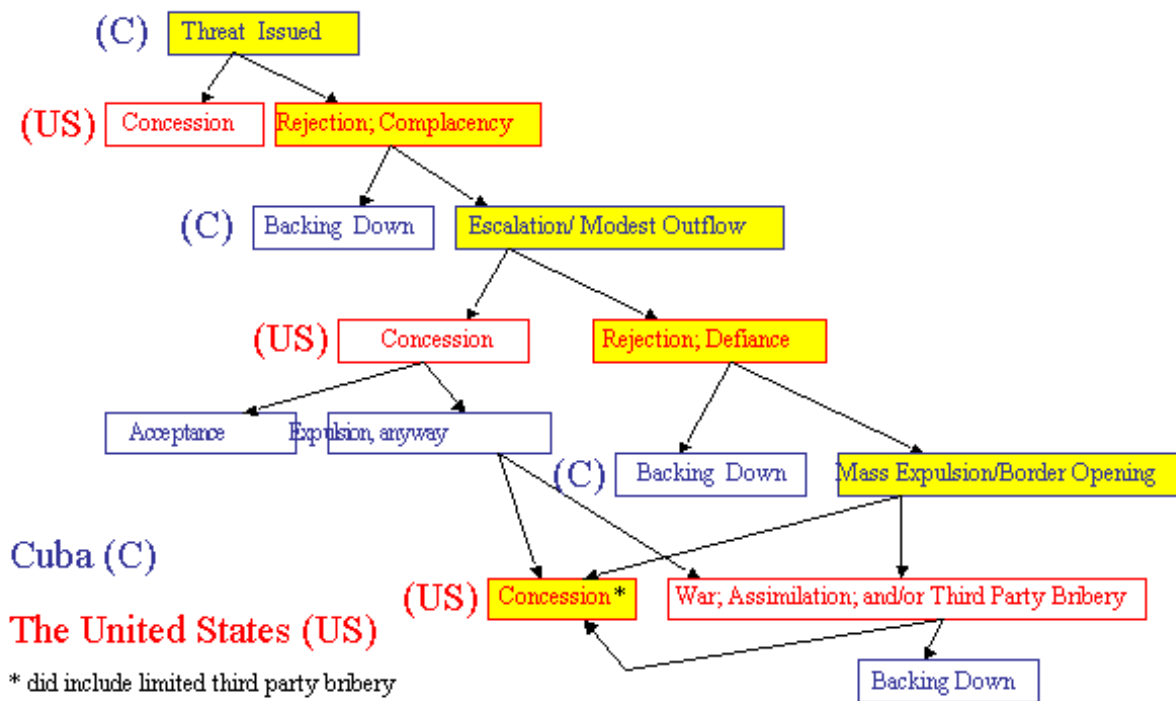 (C) Threat Issued
(US) Concession Rejection; Complacency
(C) Backing Down Escalation/ Modest Outflow
(US) Concession Rejection; Defiance
Acceptance Expulsion, anyway
(C) Backing Down Mass Expulsion/Border Opening
Cuba (C)
(US) Concession* War; Assimilation; and/or Third Party Bribery
The United States (US)
* did include limited third party bribery
Backing Down